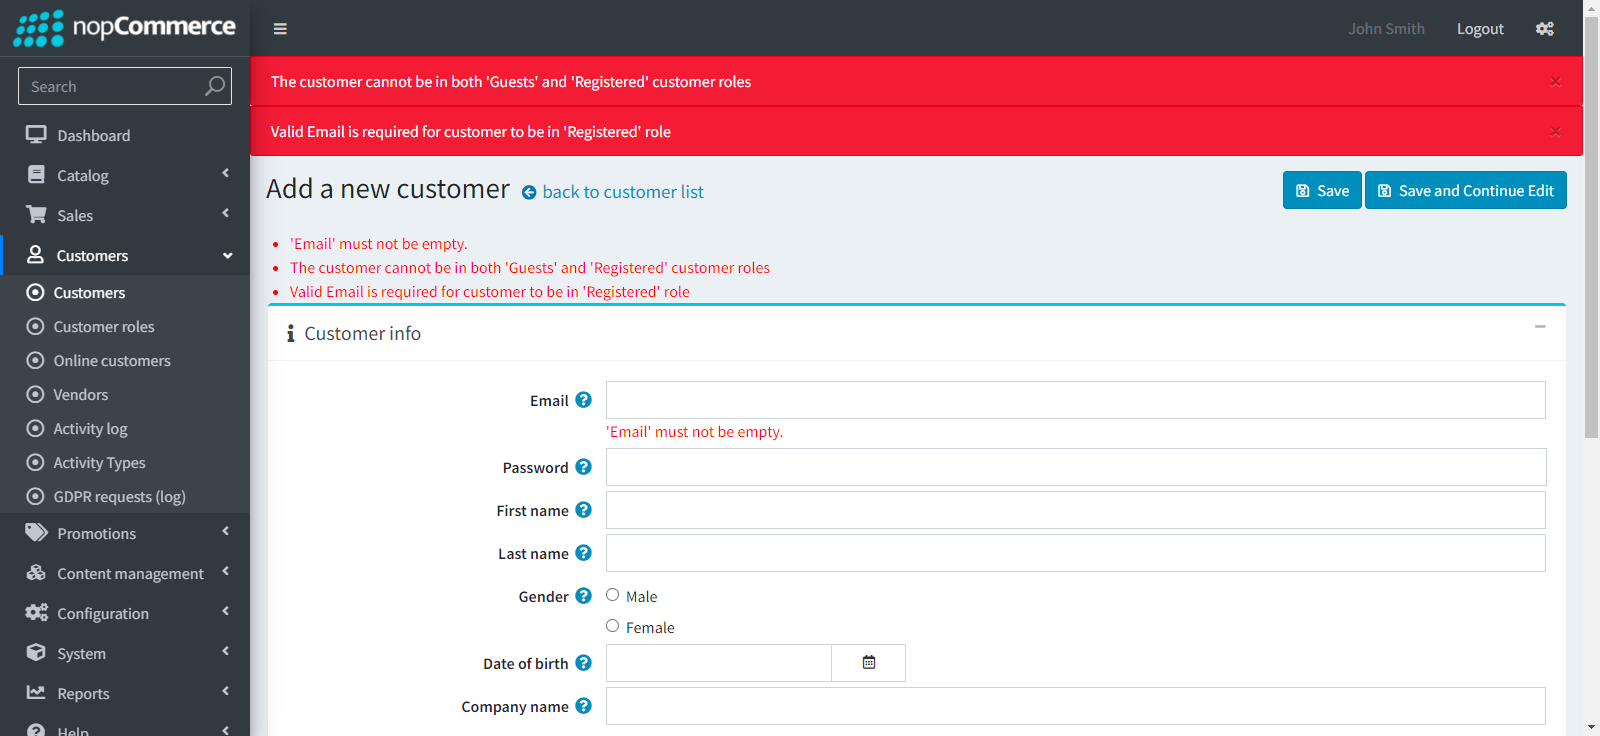 nopCommerce
John Smith
Logout
Search
The customer cannot be in both 'Guests' and 'Registered' customer roles
Valid Email is required for customer to be in 'Registered' role
Dashboard
Catalog
Sales
Customers
Customers
Customer roles
Online customers
Vendors
Activity log
Activity Types
GDPR requests (log)
Promotions
Content management
Configuration
System
Reports
Help
Add a new customer
back to customer list
Save
Save and Continue Edit
'Email' must not be empty.
The customer cannot be in both 'Guests' and 'Registered' customer roles
Valid Email is required for customer to be in 'Registered' role
Customer info
Email
'Email' must not be empty.
Password
First name
Last name
Gender
Male
Female
Date of birth
Company name